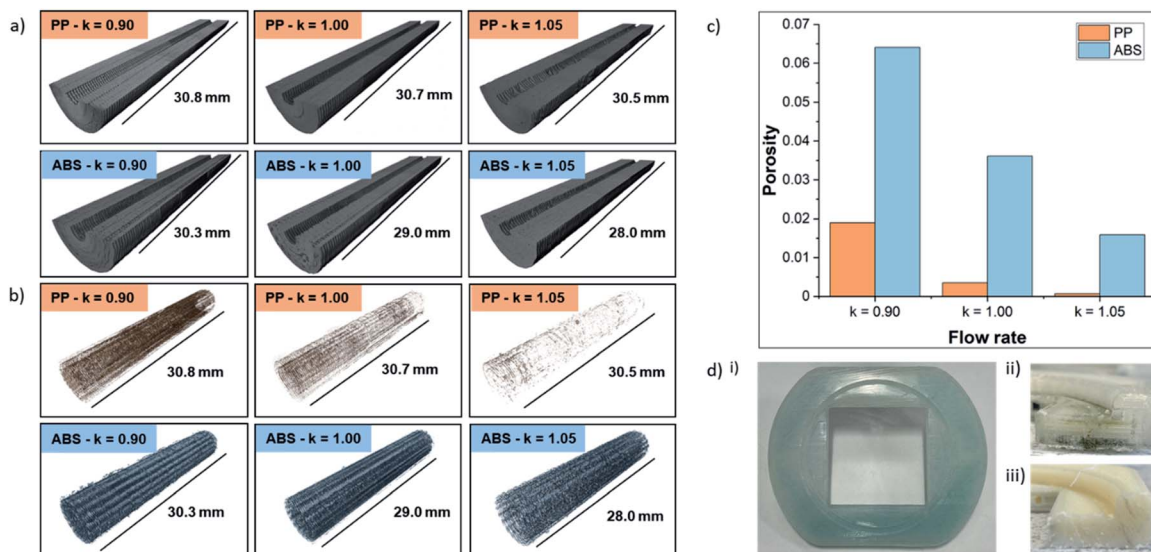 a)
PP - k = 0.90
PP - k = 1.00
PP - k = 1.05
30.8 mm
30.7 mm
30.5 mm
ABS - k = 0.90
ABS - k = 1.00
ABS - k = 1.05
30.3 mm
29.0 mm
28.0 mm
b)
PP - k = 0.90
PP - k = 1.00
PP - k = 1.05
30.8 mm
30.7 mm
30.5 mm
ABS - k = 0.90
ABS - k = 1.00
ABS - k = 1.05
30.3 mm
29.0 mm
28.0 mm
c)
PP
ABS
0.07
0.06
0.05
0.04
0.03
0.02
0.01
0
Porosity
k = 0.90
k = 1.00
k = 1.05
Flow rate
d)
i)
ii)
iii)